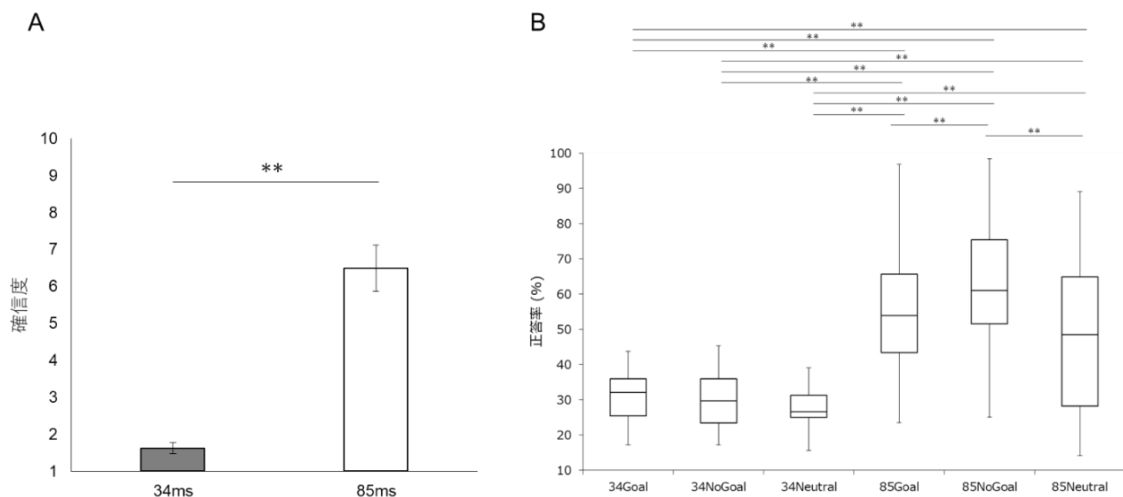 A
10
9
8
7
6
5
4
3
2
1
確信度
**
34ms
85ms
B
**
**
**
**
**
**
**
**
**
**
**
100
90
80
70
60
50
40
30
20
10
正答率 (%)
34Goal
34NoGoal
34Neutral
85Goal
85NoGoal
85Neutral